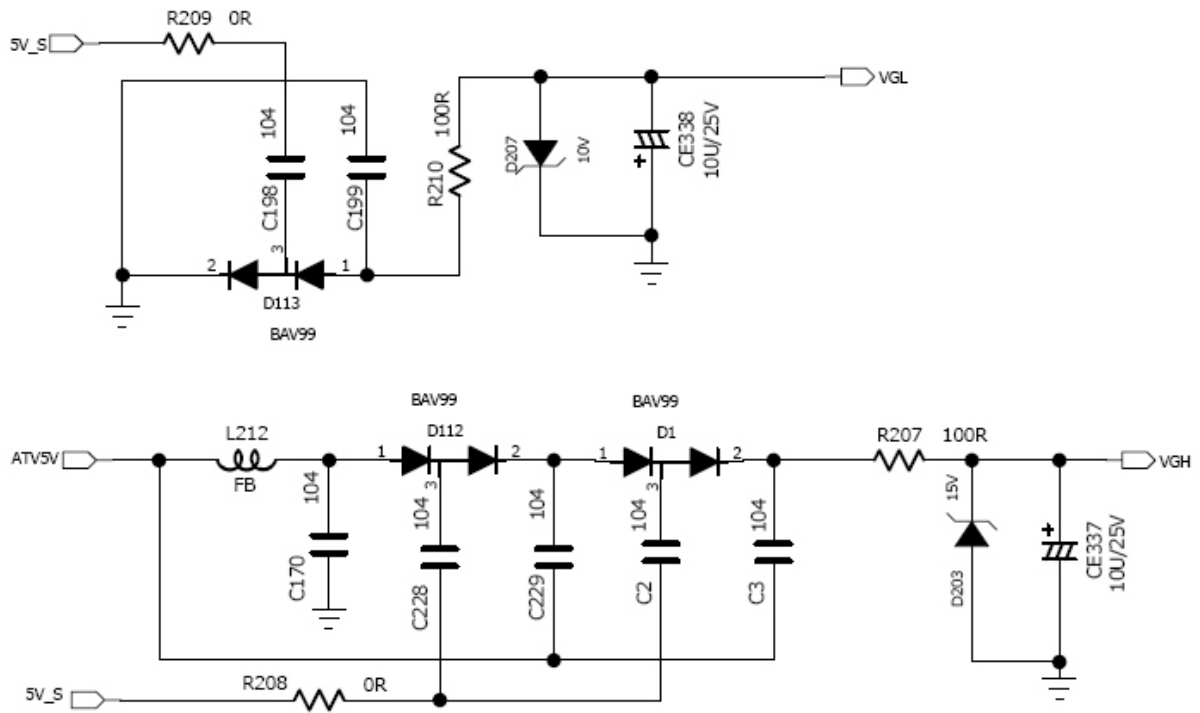 R209 0R
5V_S
VGL
104
104
100R
C198
C199
R210
D207
10V
CE338
10U/25V
+
3
2
1
D113
BAV99
BAV99
BAV99
L212
D112
D1
R207 100R
ATV5V
1
2
1
2
VGH
FB
3
3
104
104
104
104
104
15V
+
C170
C228
C229
C2
C3
D203
CE337
10U/25V
R208 0R
5V_S